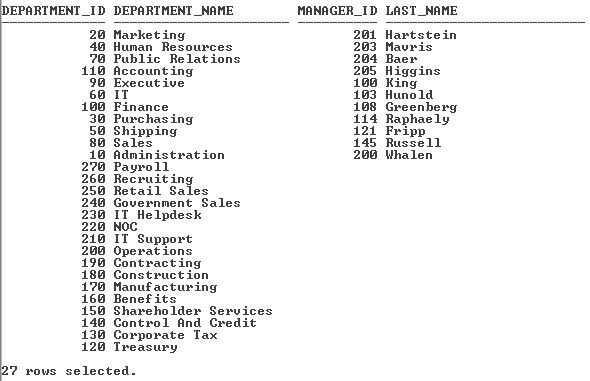 DEPARTMENT_ID DEPARTMENT_NAME MANAGER_ID LAST_NAME
20 Marketing 201 Hartstein
40 Human Resources 203 Mavris
70 Public Relations 204 Baer
110 Accounting 205 Higgins
90 Executive 100 King
60 IT 103 Hunold
100 Finance 108 Greenberg
30 Purchasing 114 Raphaely
50 Shipping 121 Fripp
80 Sales 145 Russell
10 Administration 200 Whalen
270 Payroll
260 Recruiting
250 Retail Sales
240 Government Sales
230 IT Helpdesk
220 NOC
210 IT Support
200 Operations
190 Contracting
180 Construction
170 Manufacturing
160 Benefits
150 Shareholder Services
140 Control And Credit
130 Corporate Tax
120 Treasury
27 rows selected.